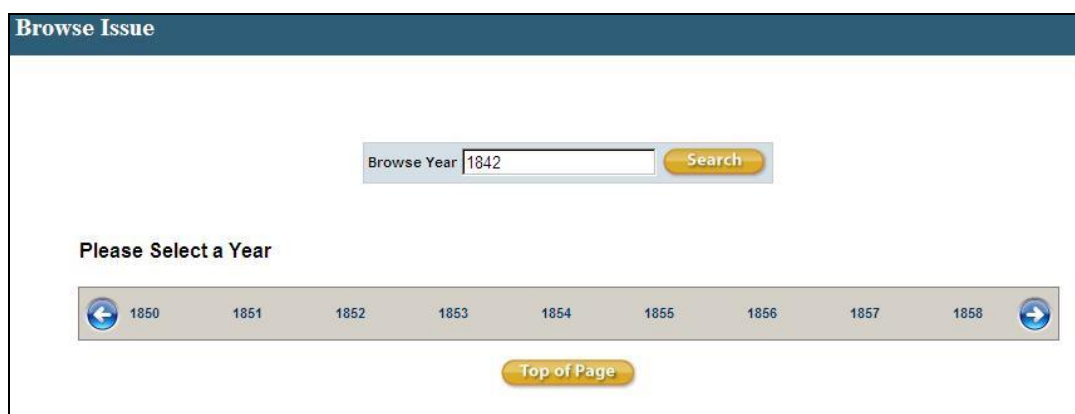 Browse Issue
Browse Year 1842 Search
Please Select a Year
1850 1851 1852 1853 1854 1855 1856 1857 1858
Top of Page